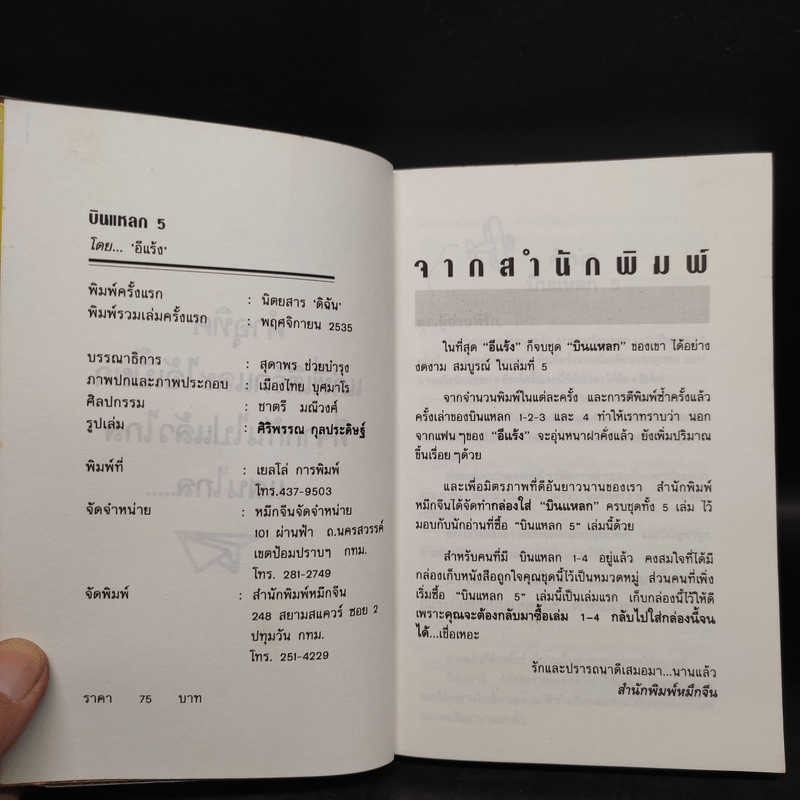 บินแหลก 5
โดย... 'อีแร้ง'
พิมพ์ครั้งแรก : นิตยสาร 'ดิฉัน'
พิมพ์รวมเล่มครั้งแรก : พฤศจิกายน 2535
บรรณาธิการ : สุดาพร ช่วยบำรุง
ภาพปกและภาพประกอบ : เมืองไทย บุศมาโร
ศิลปกรรม : ชาตรี มณีวงศ์
รูปเล่ม : ศิริพรรณ กุลประดิษฐ์
พิมพ์ที่ : เยลโล่ การพิมพ์
โทร.437-9503
จัดจำหน่าย : หมึกจีนจัดจำหน่าย
101 ผ่านฟ้า ถ.นครสวรรค์
เขตป้อมปราบฯ กทม.
โทร. 281-2749
จัดพิมพ์ : สำนักพิมพ์หมึกจีน
248 สยามสแควร์ ซอย 2
ปทุมวัน กทม.
โทร. 251-4229
ราคา 75 บาท
จากสำนักพิมพ์
ในที่สุด "อีแร้ง" ก็จบชุด "บินแหลก" ของเขา ได้อย่าง
งดงาม สมบูรณ์ ในเล่มที่ 5
จากจำนวนพิมพ์ในแต่ละครั้ง และการตีพิมพ์ซ้ำครั้งแล้ว
ครั้งเล่าของบินแหลก 1-2-3 และ 4 ทำให้เราทราบว่า นอก
จากแฟนๆของ "อีแร้ง" จะอุ่นหนาฝาคั่งแล้ว ยังเพิ่มปริมาณ
ขึ้นเรื่อยๆด้วย
และเพื่อมิตรภาพที่ดีอันยาวนานของเรา สำนักพิมพ์
หมึกจีนได้จัดทำกล่องใส่ "บินแหลก" ครบชุดทั้ง 5 เล่ม ไว้
มอบกับนักอ่านที่ซื้อ "บินแหลก 5" เล่มนี้ด้วย
สำหรับคนที่มี บินแหลก 1-4 อยู่แล้ว คงสมใจที่ได้มี
กล่องเก็บหนังสือถูกใจคุณชุดนี้ไว้เป็นหมวดหมู่ ส่วนคนที่เพิ่ง
เริ่มซื้อ "บินแหลก 5" เล่มนี้เป็นเล่มแรก เก็บกล่องนี้ไว้ให้ดี
เพราะคุณจะต้องกลับมาซื้อเล่ม 1-4 กลับไปใส่กล่องนี้จน
ได้...เชื่อเหอะ
รักและปรารถนาดีเสมอมา...นานแล้ว
สำนักพิมพ์หมึกจีน